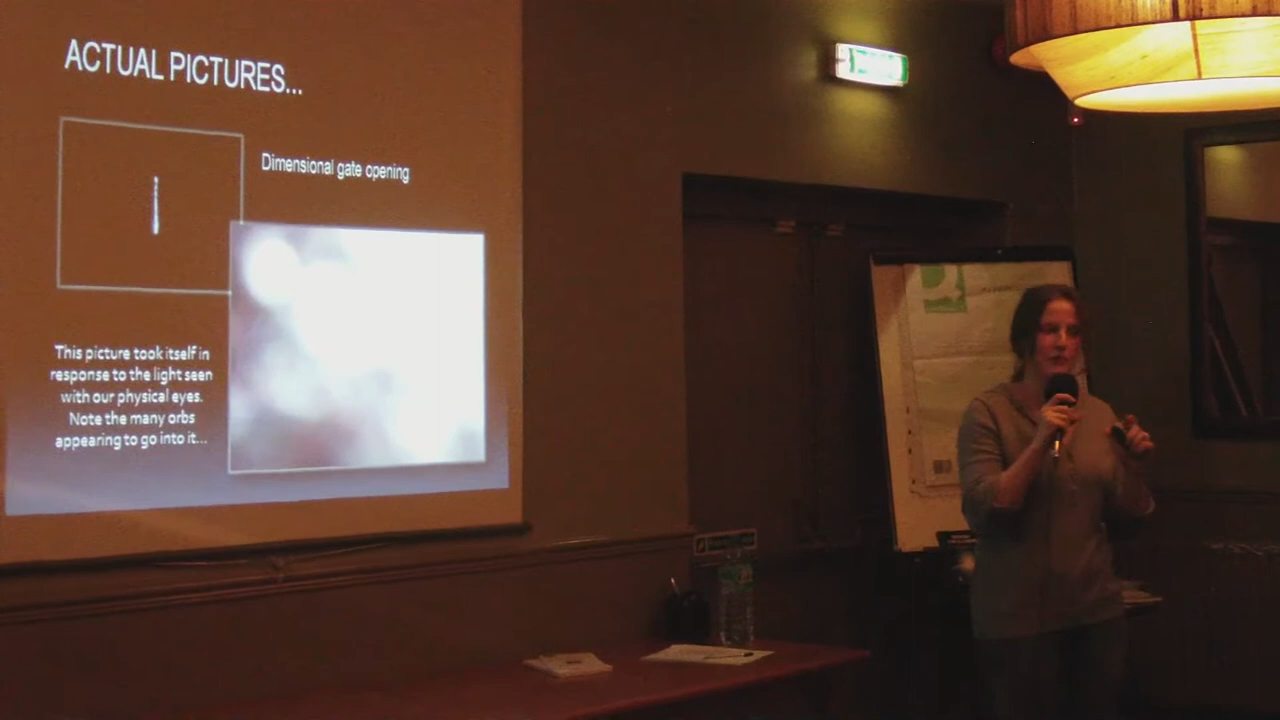 ACTUAL PICTURES...
Dimensional gate opening
This picture took itself in
response to the light seen
with our physical eyes.
Note the many orbs
appearing to go into it...